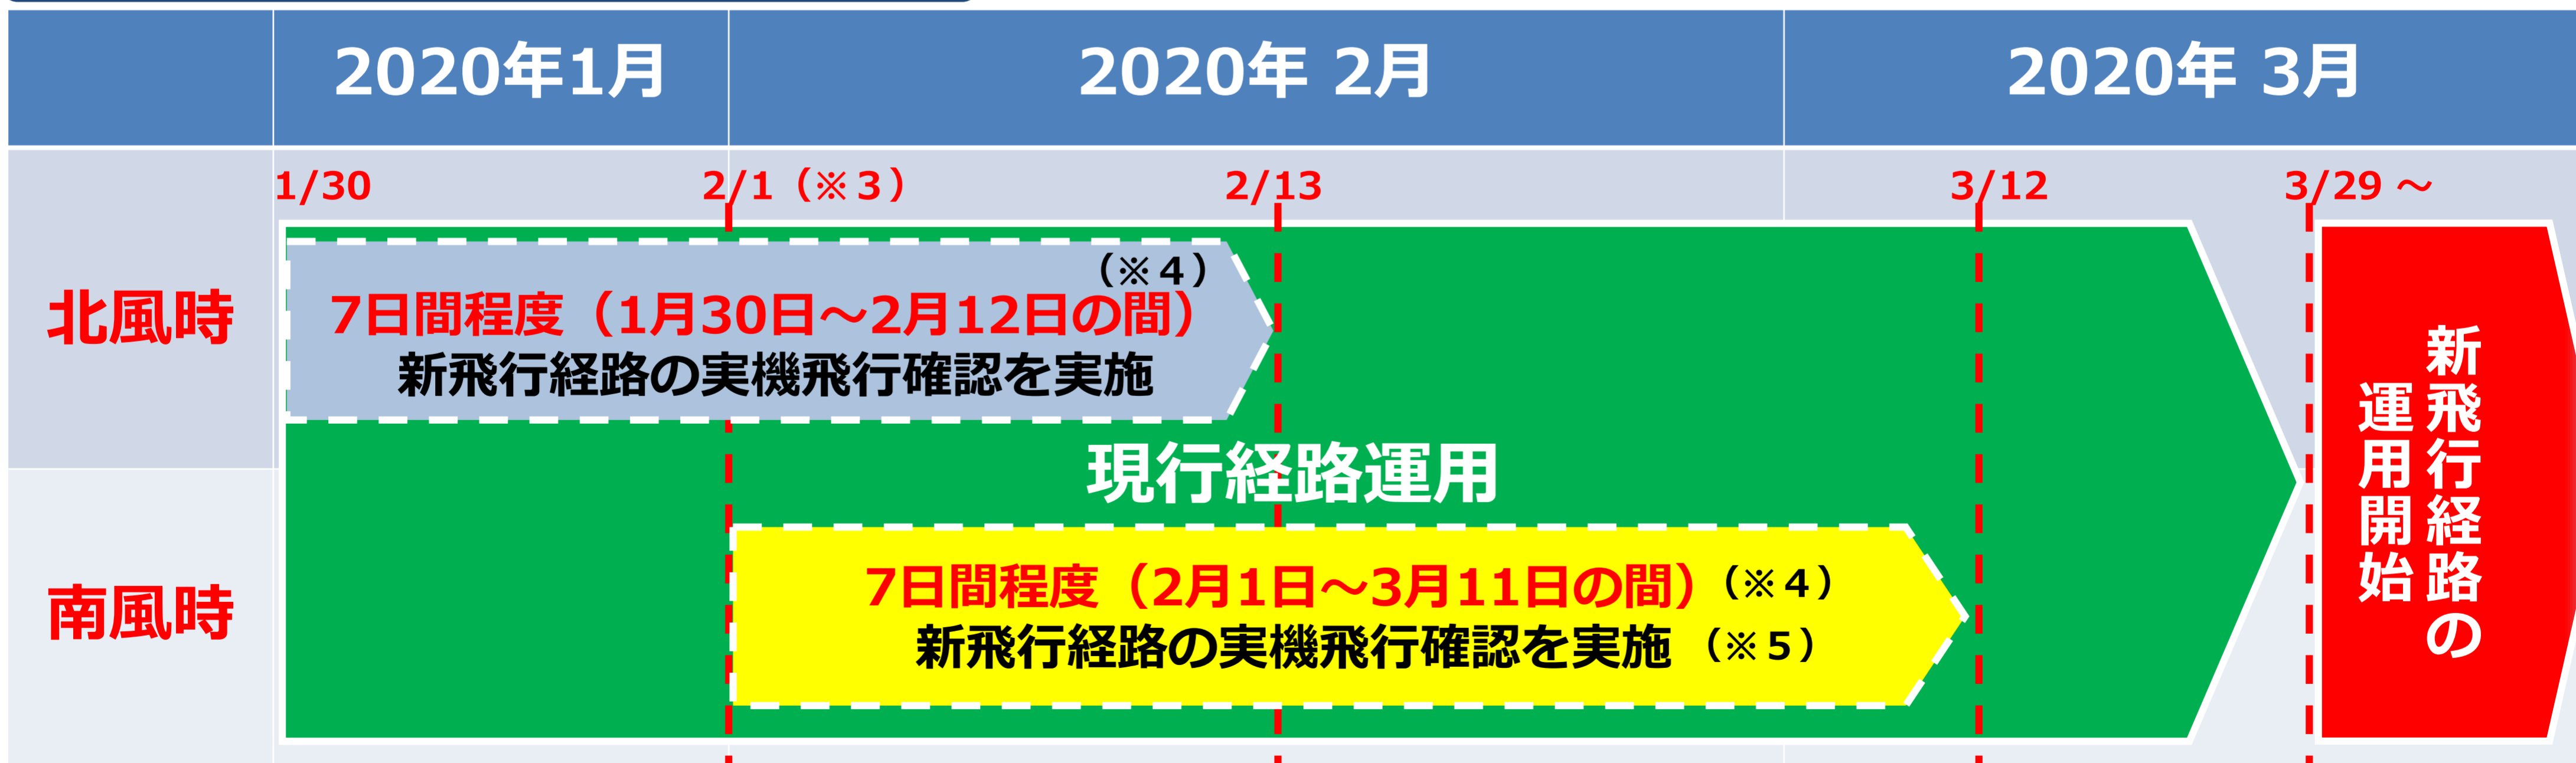 2020年1月
2020年 2月
2020年 3月
1/30
2/1（※３）
2/13
3/12
3/29 ～
北風時
（※４）
7日間程度（1月30日～2月12日の間）
新飛行経路の実機飛行確認を実施
現行経路運用
南風時
7日間程度（2月1日～3月11日の間）（※４）
新飛行経路の実機飛行確認を実施 （※５）
新飛行経路の
運用開始